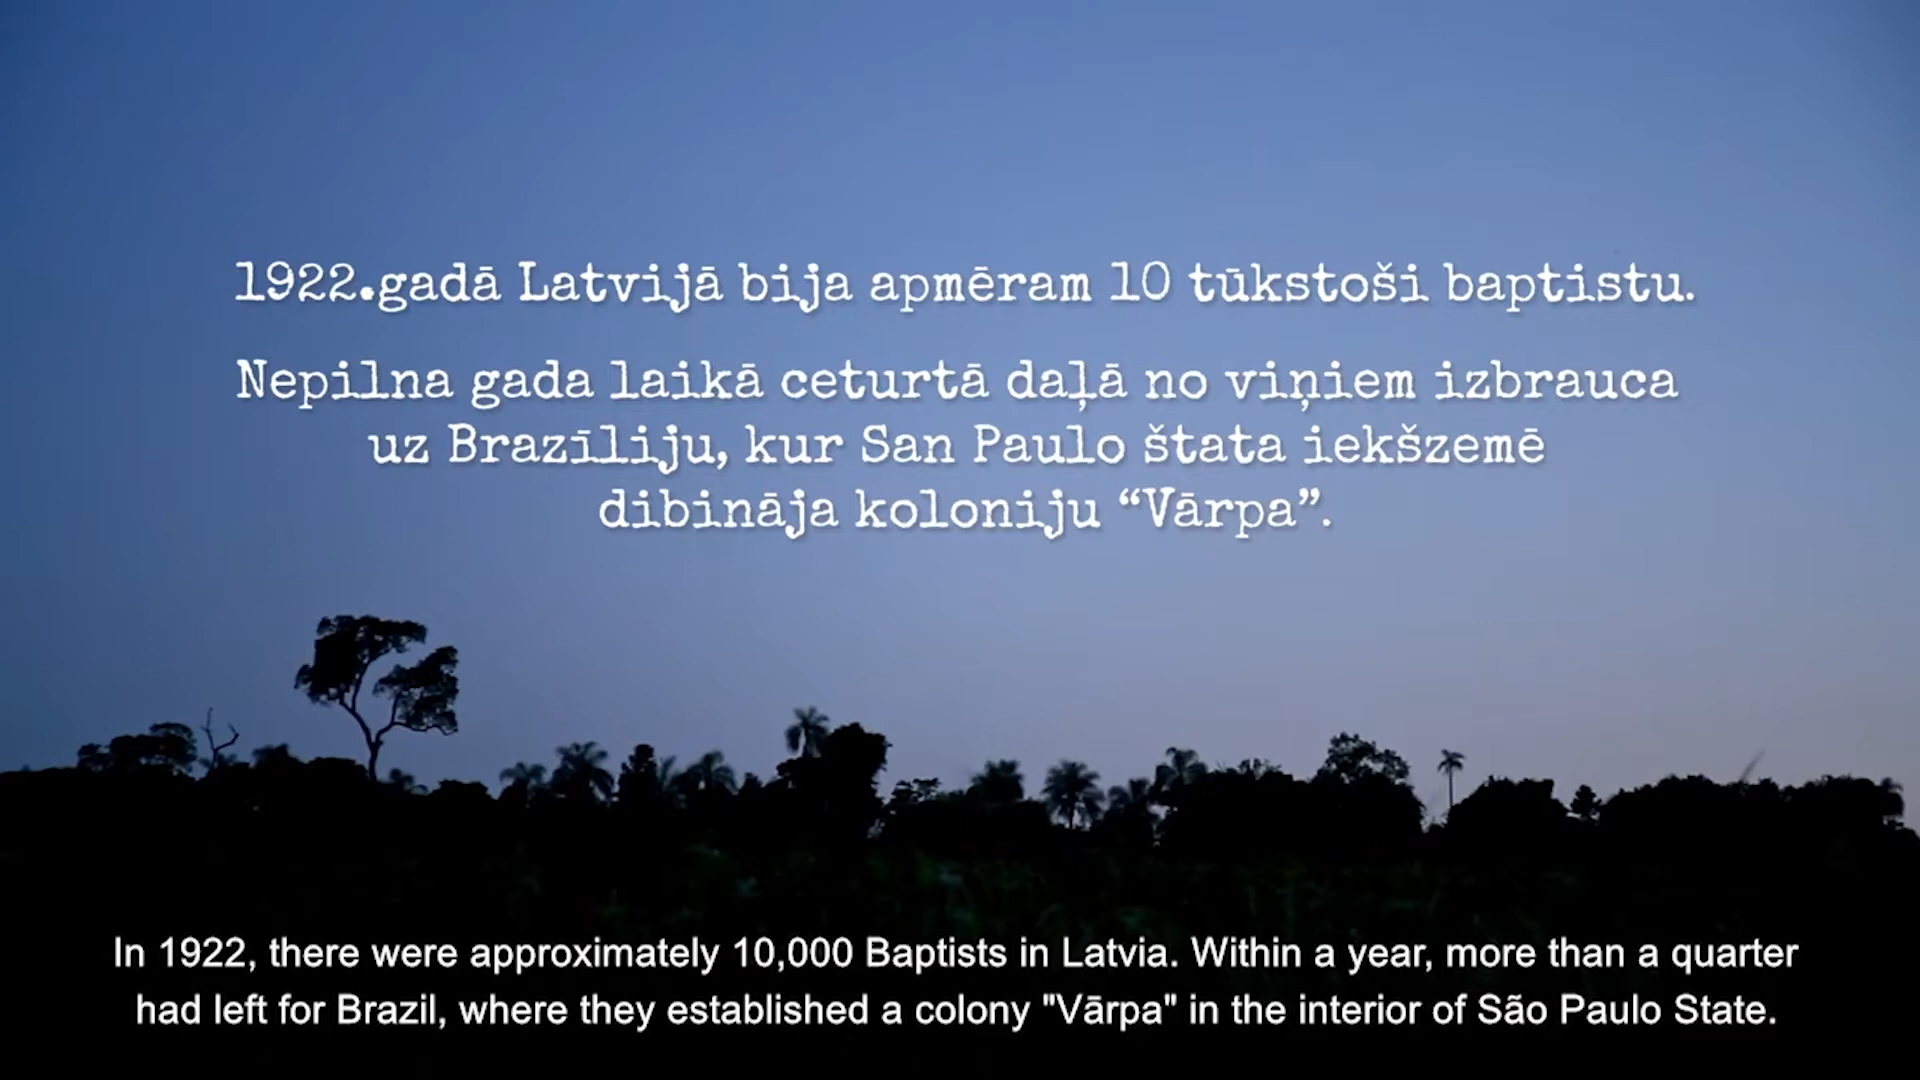 1922.gadā Latvijā bija apmēram 10 tūkstoši baptistu.
Nepilna gada laikā ceturtā daļā no viņiem izbrauca
uz Brazīliju, kur San Paulo štata iekšzemē
dibināja koloniju “Vārpa”.
In 1922, there were approximately 10,000 Baptists in Latvia. Within a year, more than a quarter
had left for Brazil, where they established a colony "Vārpa" in the interior of São Paulo State.